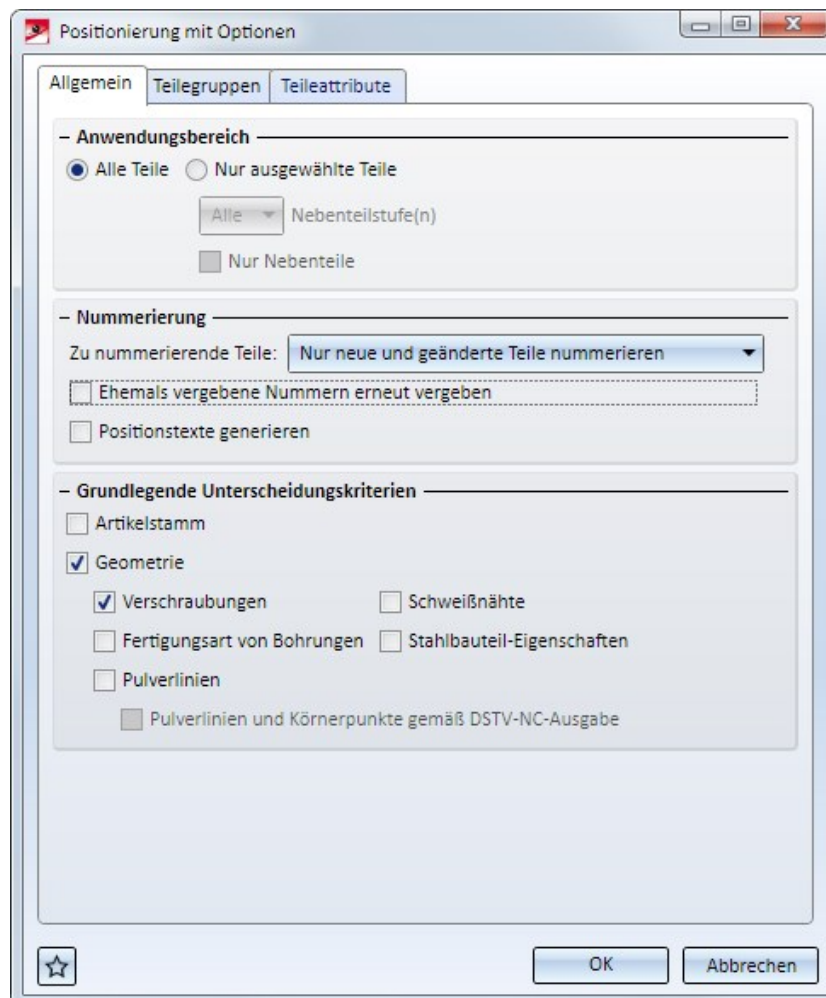 Positionierung mit Optionen
Allgemein Teilegruppen Teileattribute
Anwendungsbereich
Alle Teile Nur ausgewählte Teile
Alle Nebenteilstufe(n)
Nur Nebenteile
Nummerierung
Zu nummerierende Teile: Nur neue und geänderte Teile nummerieren
Ehemals vergebene Nummern erneut vergeben
Positionstexte generieren
Grundlegende Unterscheidungskriterien
Artikelstamm
Geometrie
Verschraubungen Schweißnähte
Fertigungsart von Bohrungen Stahlbauteil-Eigenschaften
Pulverlinien
Pulverlinien und Körnerpunkte gemäß DSTV-NC-Ausgabe
OK Abbrechen